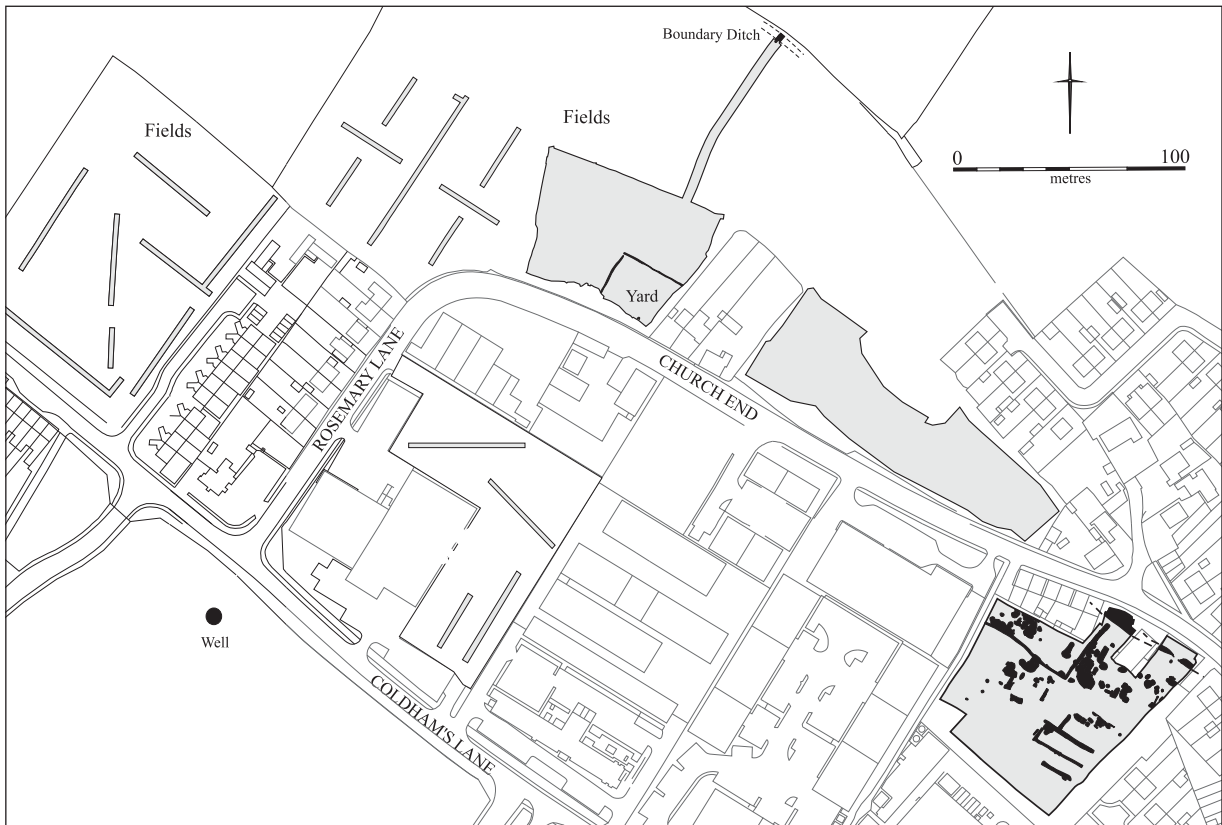 Boundary Ditch
Fields
Fields
0 100
metres
Yard
ROSEMARY LANE
CHURCH END
Well
COLDHAM'S LANE